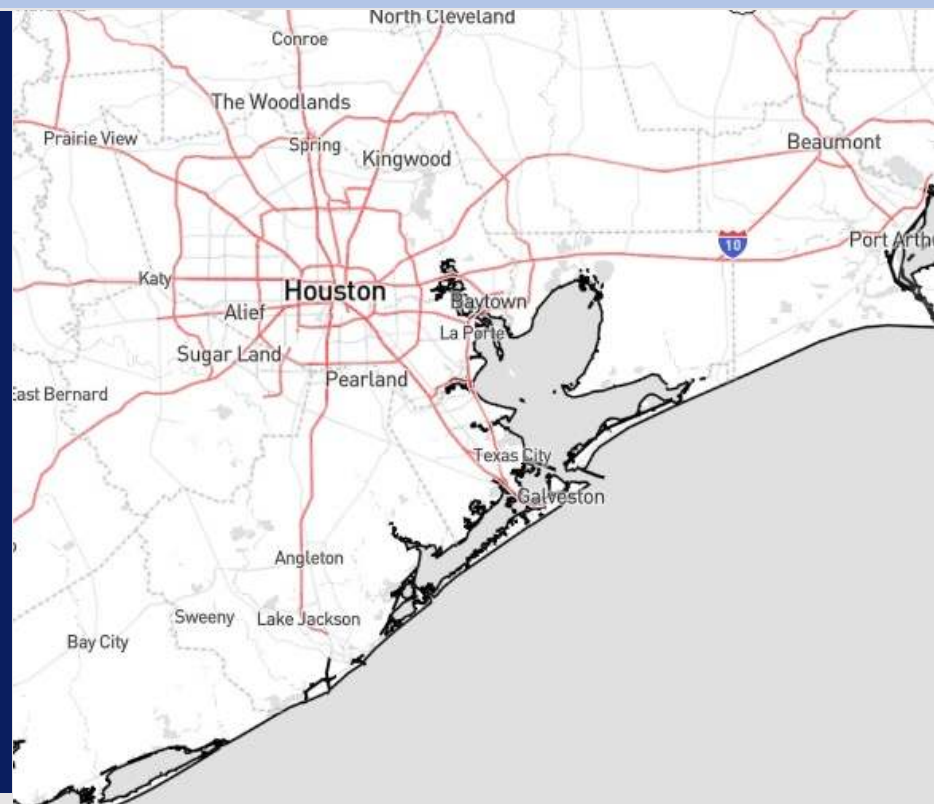 North Cleveland
Conroe
The Woodlands
Prairie View
Spring
Kingwood
Beaumont
10
Port Arthu
Katy
Houston
Baytown
Alief
La Porte
Sugar Land
Pearland
East Bernard
Texas City
Galveston
Angleton
Sweeny
Lake Jackson
Bay City